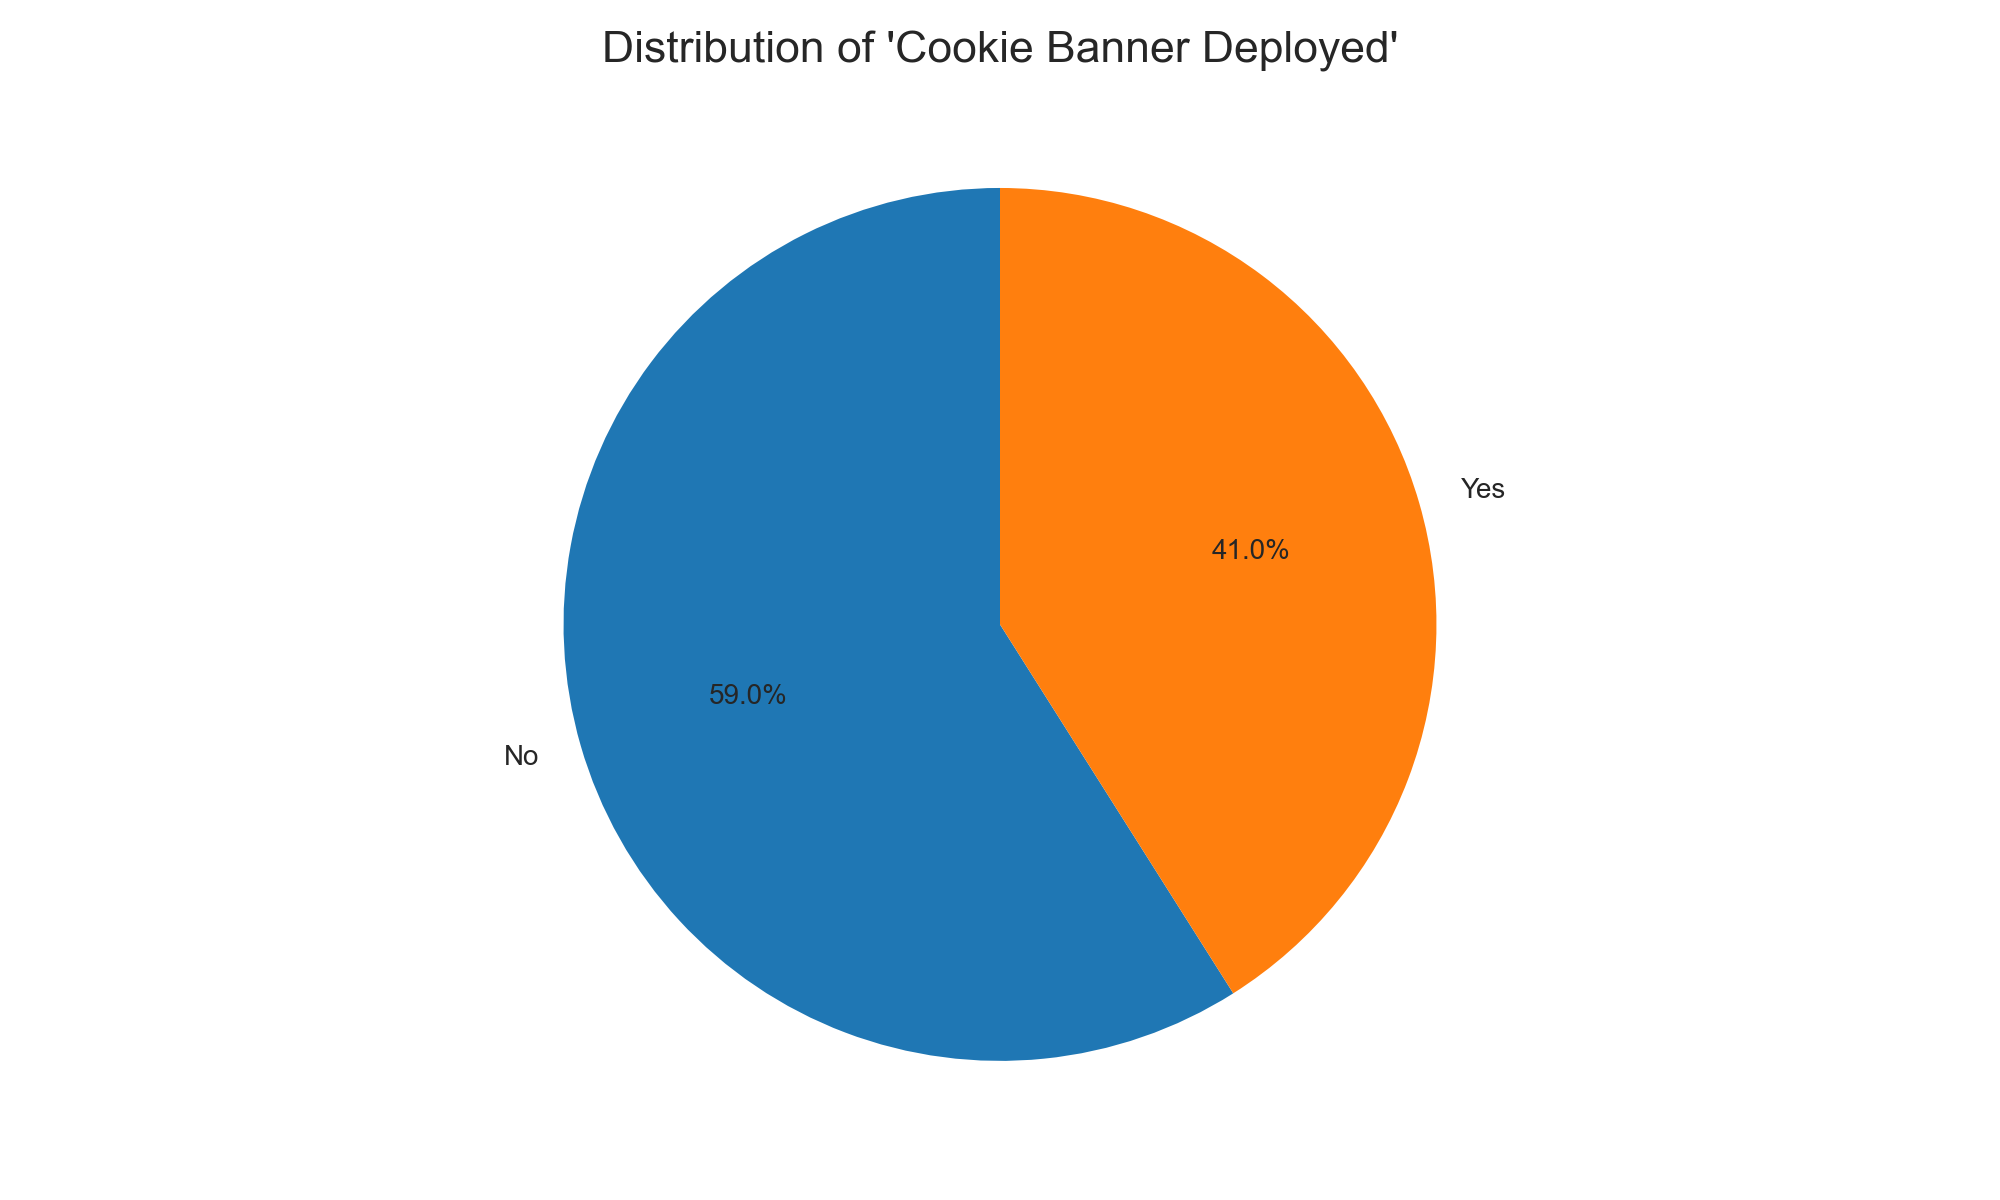 Distribution of 'Cookie Banner Deployed'
Yes
41.0%
59.0%
No